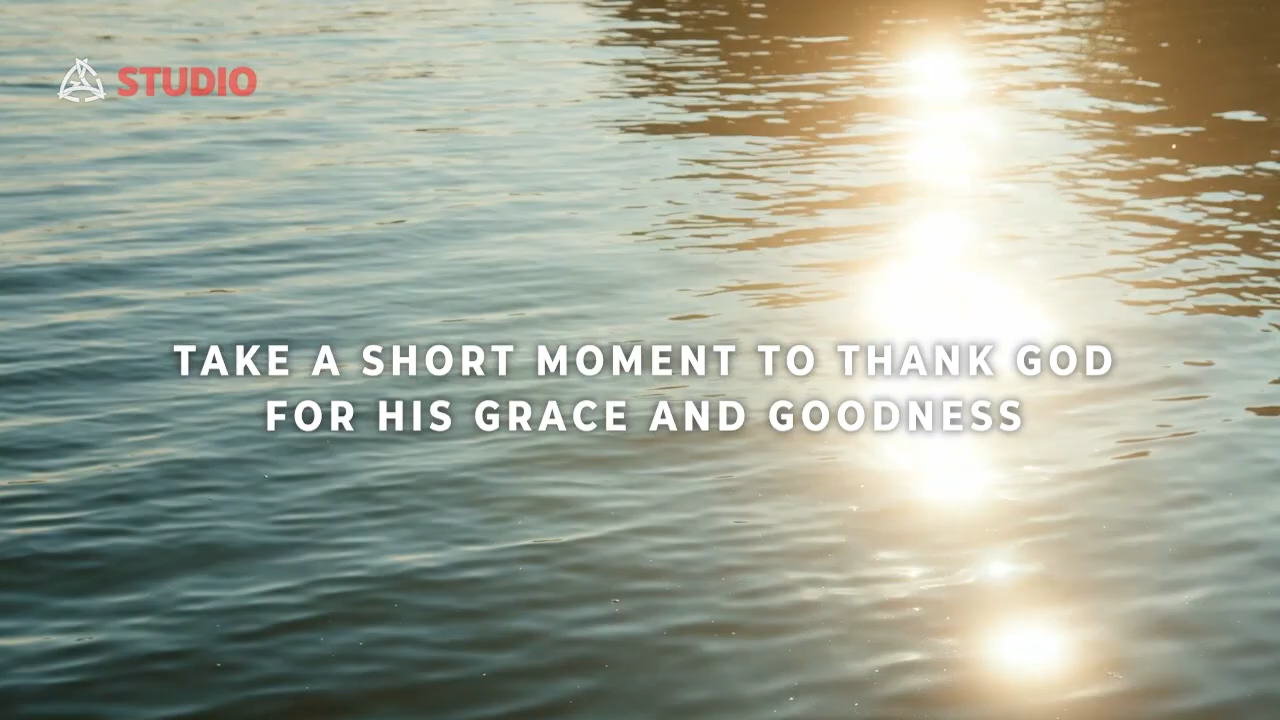 STUDIO
TAKE A SHORT MOMENT TO THANK GOD
FOR HIS GRACE AND GOODNESS